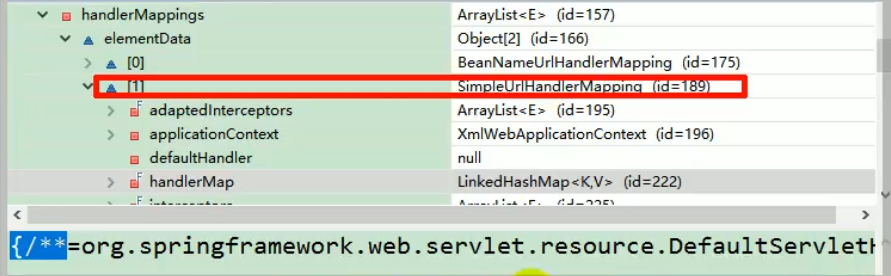 handlerMappings ArrayList<E> (id=157)
elementData Object[2] (id=166)
[0] BeanNameUrlHandlerMapping (id=175)
[1] SimpleUrlHandlerMapping (id=189)
adaptedInterceptors ArrayList<E> (id=195)
applicationContext XmlWebApplicationContext (id=196)
defaultHandler null
handlerMap LinkedHashMap<K,V> (id=222)
interceptors ArrayList<E> (id=225)
{/**=org.springframework.web.servlet.resource.DefaultServletH